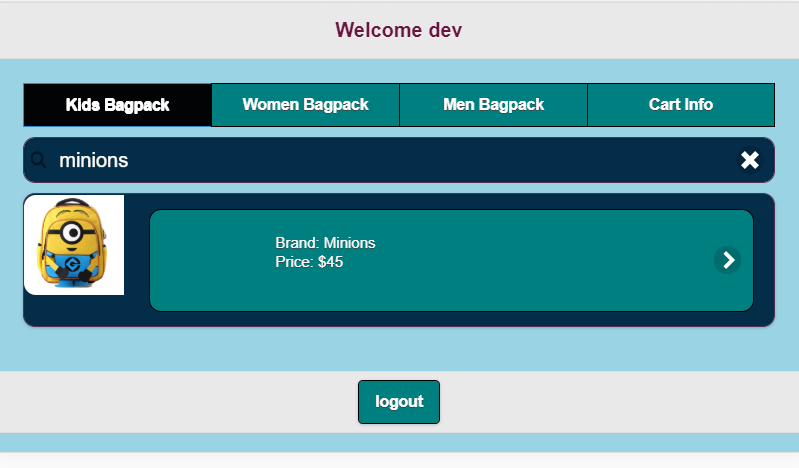 Welcome dev
Kids Bagpack
Women Bagpack
Men Bagpack
Cart Info
minions
Brand: Minions
Price: $45
logout